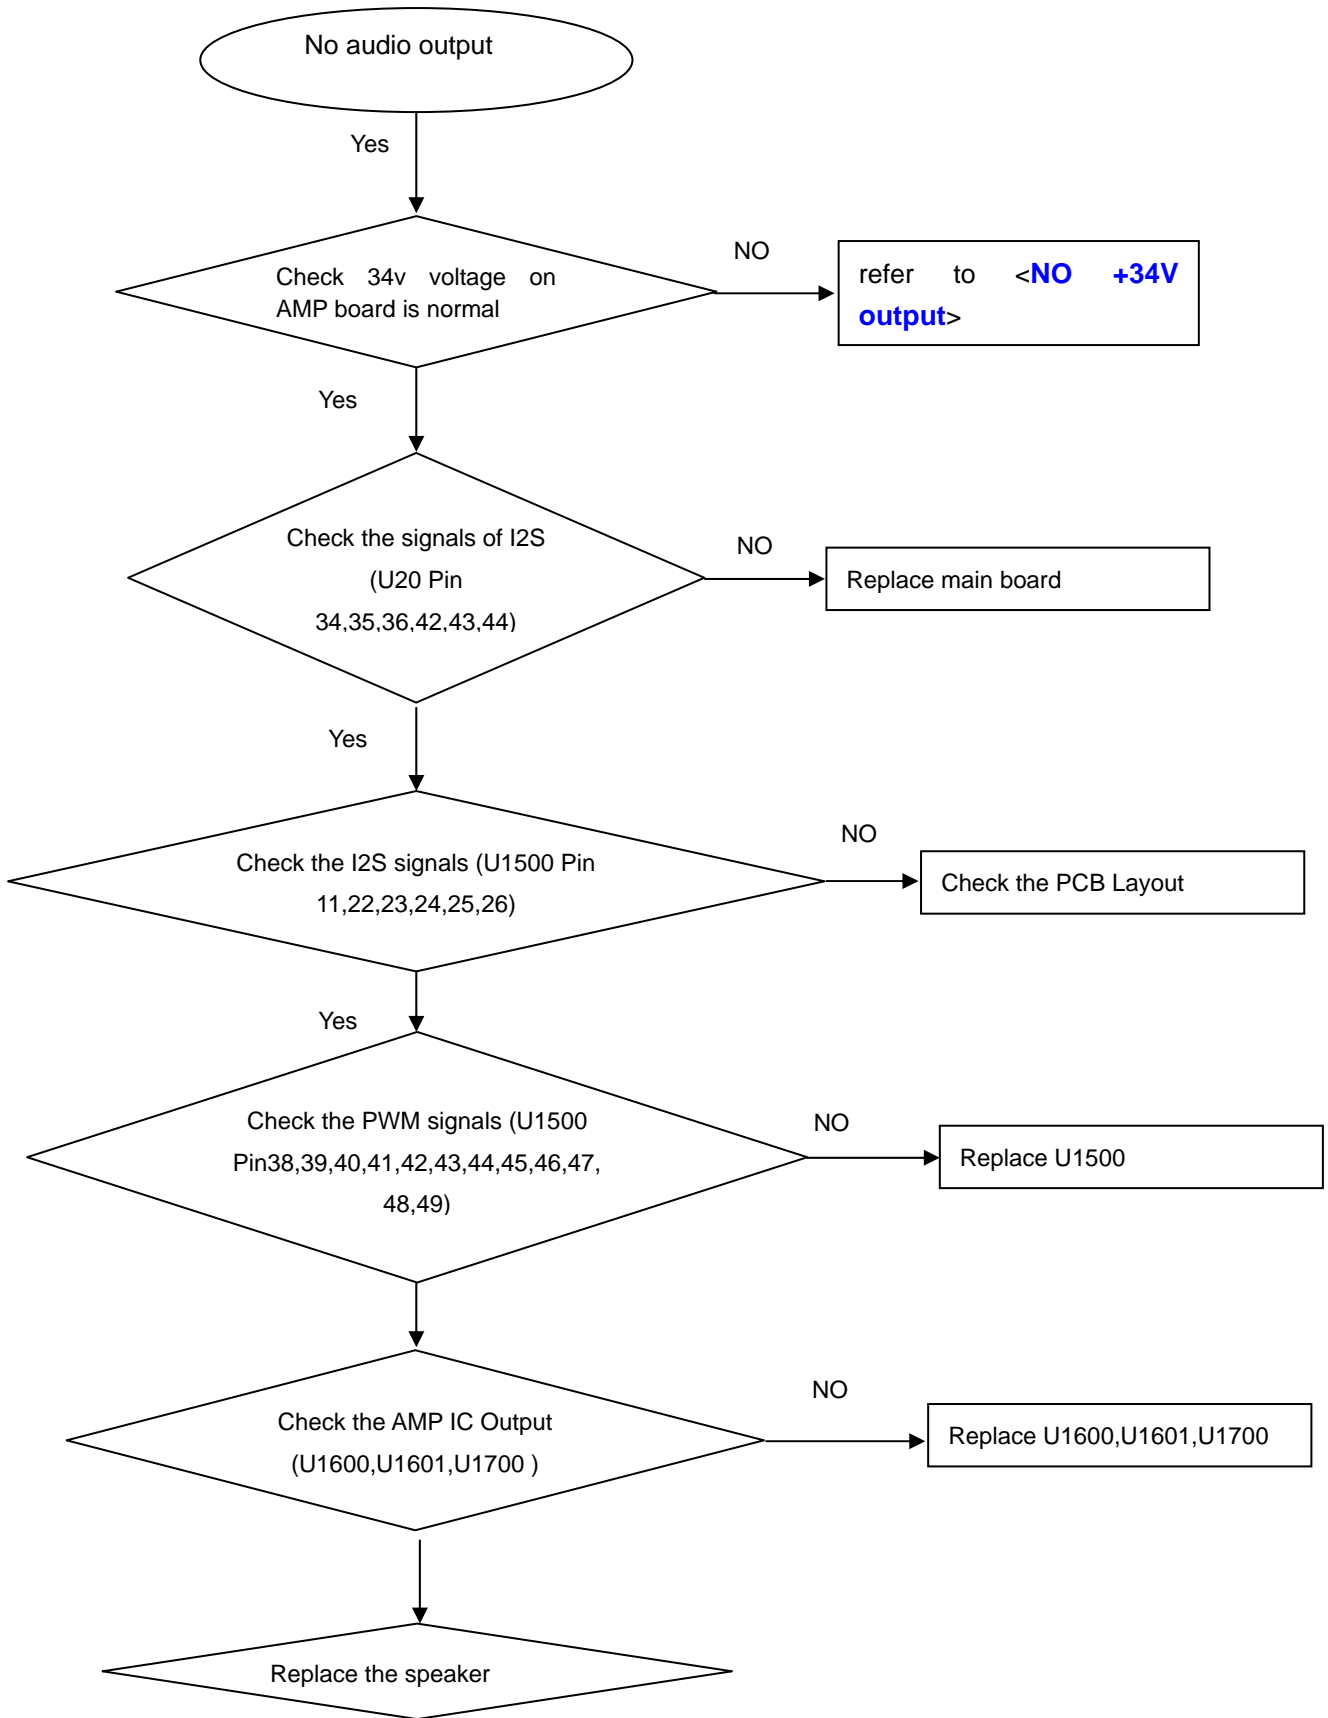 No audio output
Yes
Check 34v voltage on
AMP board is normal
NO
refer to <NO +34V
output>
Yes
Check the signals of I2S
(U20 Pin
34,35,36,42,43,44)
NO
Replace main board
Yes
Check the I2S signals (U1500 Pin
11,22,23,24,25,26)
NO
Check the PCB Layout
Yes
Check the PWM signals (U1500
Pin38,39,40,41,42,43,44,45,46,47,
48,49)
NO
Replace U1500
Check the AMP IC Output
(U1600,U1601,U1700 )
NO
Replace U1600,U1601,U1700
Replace the speaker